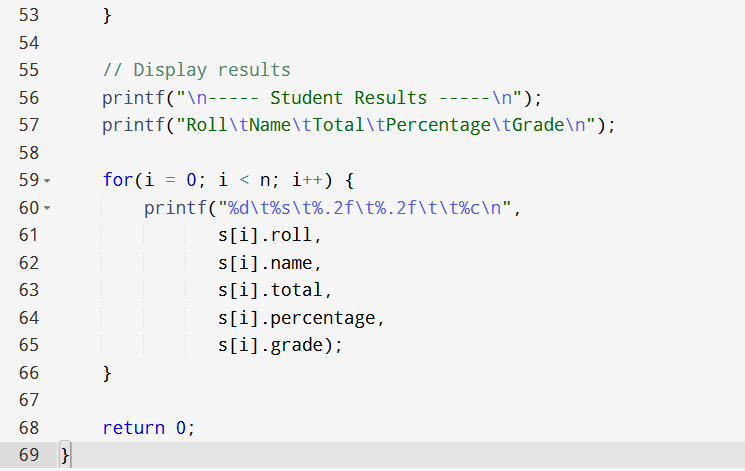 53    }
54
55    // Display results
56    printf("\n----- Student Results -----\n");
57    printf("Roll\tName\tTotal\tPercentage\tGrade\n");
58
59    for(i = 0; i < n; i++) {
60        printf("%d\t%s\t%.2f\t%.2f\t\t%c\n",
61               s[i].roll,
62               s[i].name,
63               s[i].total,
64               s[i].percentage,
65               s[i].grade);
66    }
67
68    return 0;
69 }